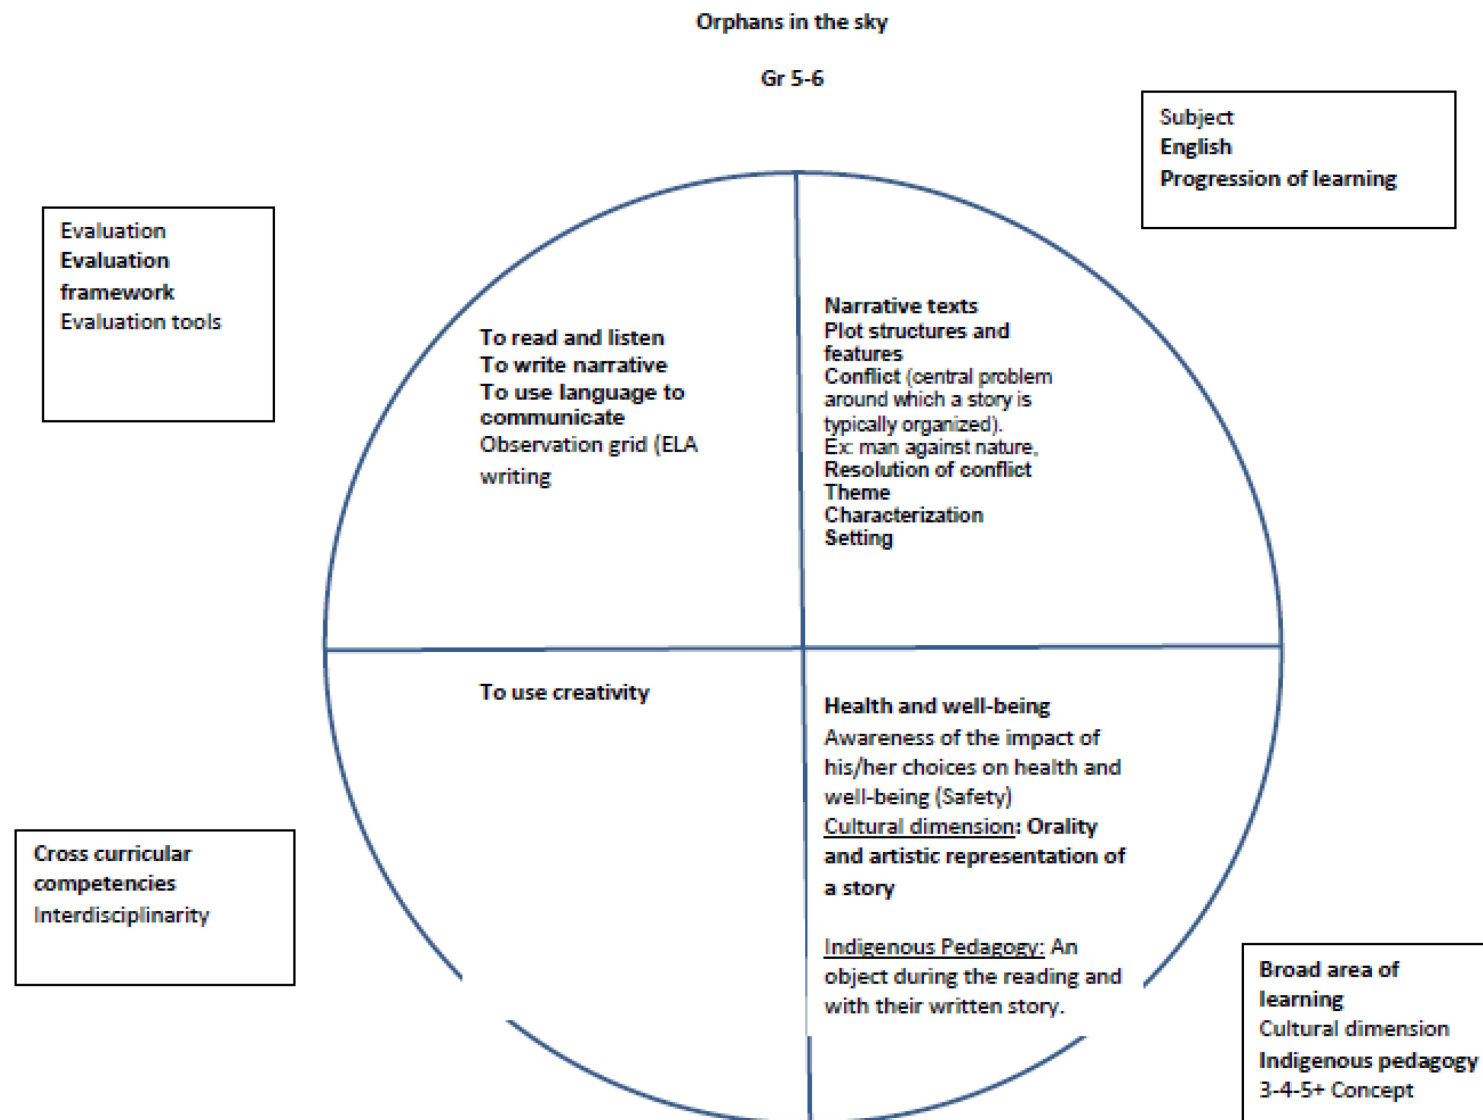 Orphans in the sky
Gr 5-6
Subject
English
Progression of learning
Evaluation
Evaluation
framework
Evaluation tools
To read and listen
To write narrative
To use language to
communicate
Observation grid (ELA
writing
Narrative texts
Plot structures and
features
Conflict (central problem
around which a story is
typically organized).
Ex: man against nature,
Resolution of conflict
Theme
Characterization
Setting
To use creativity
Health and well-being
Awareness of the impact of
his/her choices on health and
well-being (Safety)
Cultural dimension: Orality
and artistic representation of
a story
Indigenous Pedagogy: An
object during the reading and
with their written story.
Cross curricular
competencies
Interdisciplinarity
Broad area of
learning
Cultural dimension
Indigenous pedagogy
3-4-5+ Concept